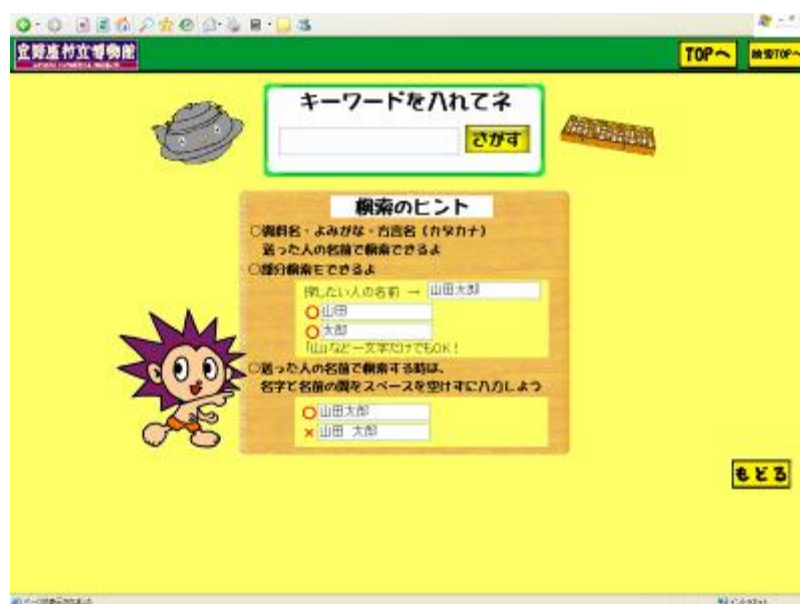 宜野座村立博物館
TOPへ
検索TOPへ
キーワードを入れてネ
さがす
検索のヒント
○資料名・よみがな・方言名(カタカナ)
送った人の名前で検索できるよ
○部分検索もできるよ
探したい人の名前 → 山田太郎
○山田
○太郎
「山」など一文字だけでもOK!
○送った人の名前で検索する時は、
名字と名前の間をスペースを空けずに入力しよう
○山田太郎
×山田 太郎
もどる